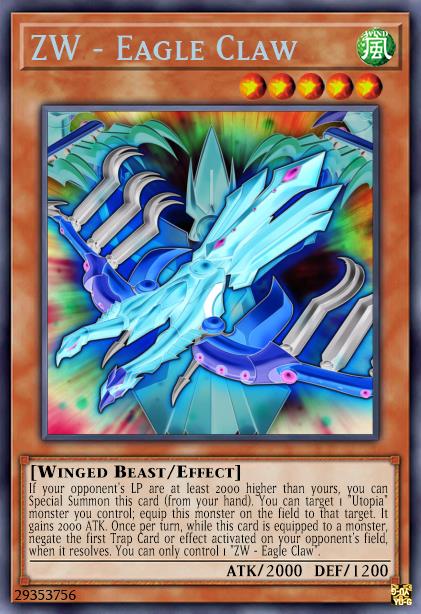 ZW - Eagle Claw
WIND
風
[Winged Beast/Effect]
If your opponent's LP are at least 2000 higher than yours, you can
Special Summon this card (from your hand). You can target 1 "Utopia"
monster you control; equip this monster on the field to that target. It
gains 2000 ATK. Once per turn, while this card is equipped to a monster,
negate the first Trap Card or effect activated on your opponent's field,
when it resolves. You can only control 1 "ZW - Eagle Claw".
ATK/2000 DEF/1200
29353756